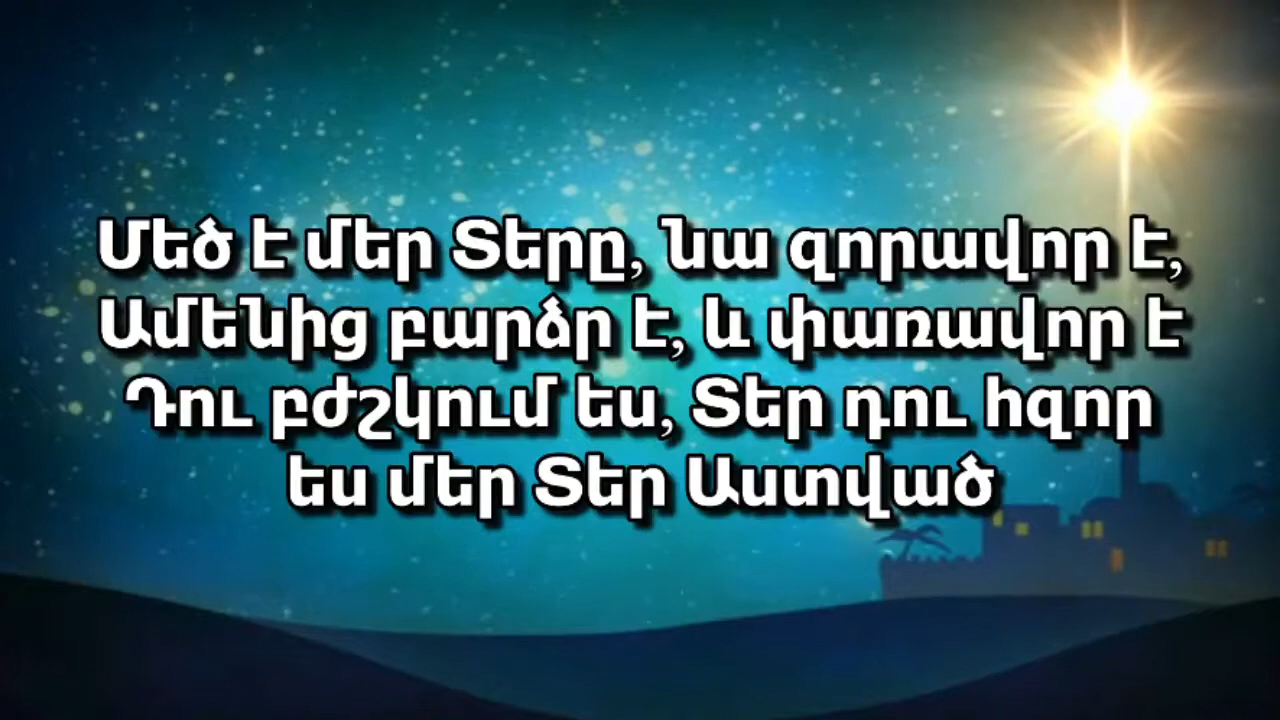 Մեծ է մեր Տերը, նա զորավոր է,
Ամենից բարձր է, և փառավոր է
Դու բժշկում ես, Տեր դու հզոր
ես մեր Տեր Աստված